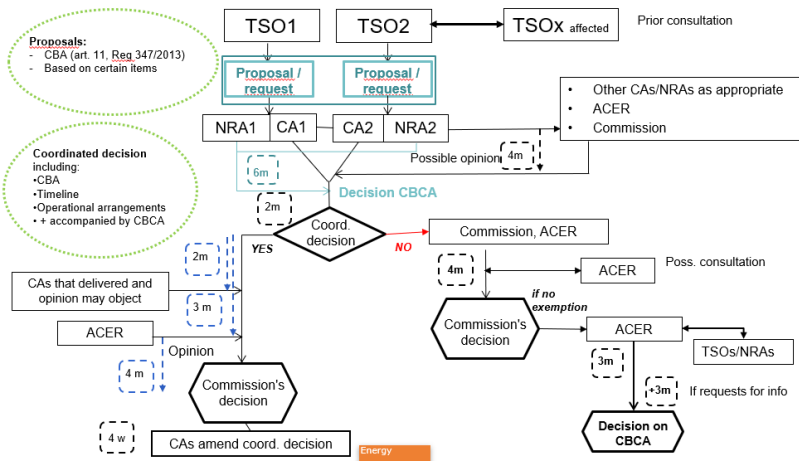 TSO1
TSO2
TSOx affected
Prior consultation
Proposals:
- CBA (art. 11, Reg 347/2013)
- Based on certain items
Proposal /
request
Proposal /
request
• Other CAs/NRAs as appropriate
• ACER
• Commission
NRA1
CA1
CA2
NRA2
Possible opinion
4m
Coordinated decision
including:
•CBA
•Timeline
•Operational arrangements
• + accompanied by CBCA
6m
Decision CBCA
2m
Coord.
decision
YES
NO
Commission, ACER
2m
4m
ACER
Poss. consultation
CAs that delivered and
opinion may object
3 m
if no
exemption
Commission's
decision
ACER
ACER
Opinion
TSOs/NRAs
4 m
3m
+3m
If requests for info
Commission's
decision
Decision on
CBCA
4 w
CAs amend coord. decision
Energy